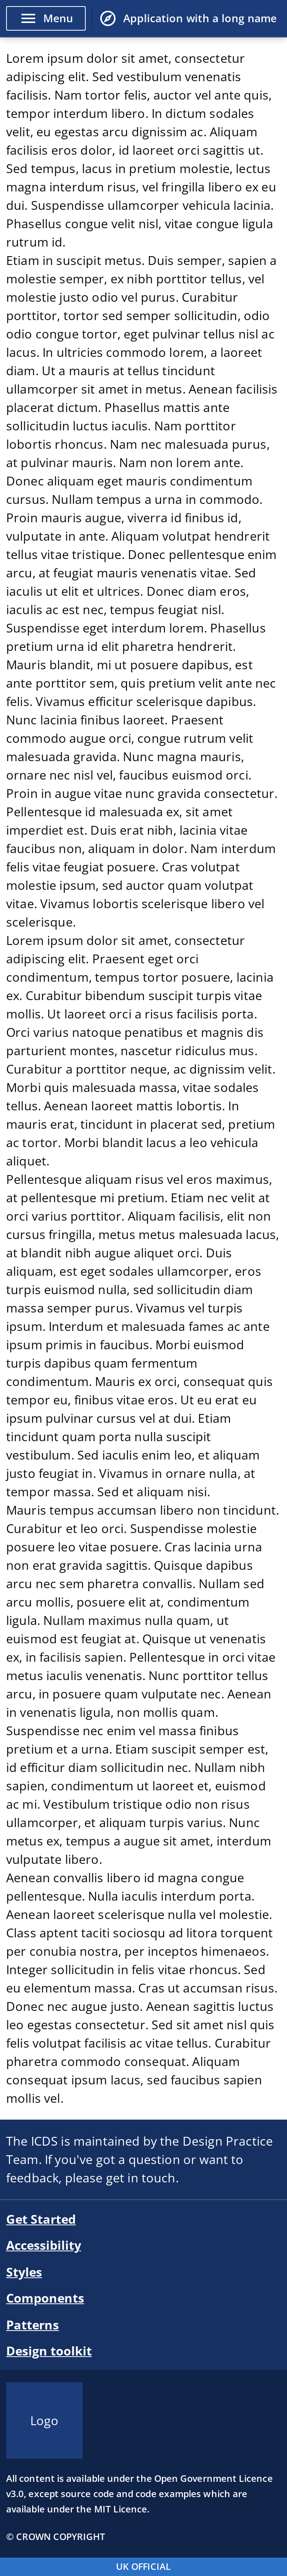 Menu
Application with a long name
Lorem ipsum dolor sit amet, consectetur
adipiscing elit. Sed vestibulum venenatis
facilisis. Nam tortor felis, auctor vel ante quis,
tempor interdum libero. In dictum sodales
velit, eu egestas arcu dignissim ac. Aliquam
facilisis eros dolor, id laoreet orci sagittis ut.
Sed tempus, lacus in pretium molestie, lectus
magna interdum risus, vel fringilla libero ex eu
dui. Suspendisse ullamcorper vehicula lacinia.
Phasellus congue velit nisl, vitae congue ligula
rutrum id.
Etiam in suscipit metus. Duis semper, sapien a
molestie semper, ex nibh porttitor tellus, vel
molestie justo odio vel purus. Curabitur
porttitor, tortor sed semper sollicitudin, odio
odio congue tortor, eget pulvinar tellus nisl ac
lacus. In ultricies commodo lorem, a laoreet
diam. Ut a mauris at tellus tincidunt
ullamcorper sit amet in metus. Aenean facilisis
placerat dictum. Phasellus mattis ante
sollicitudin luctus iaculis. Nam porttitor
lobortis rhoncus. Nam nec malesuada purus,
at pulvinar mauris. Nam non lorem ante.
Donec aliquam eget mauris condimentum
cursus. Nullam tempus a urna in commodo.
Proin mauris augue, viverra id finibus id,
vulputate in ante. Aliquam volutpat hendrerit
tellus vitae tristique. Donec pellentesque enim
arcu, at feugiat mauris venenatis vitae. Sed
iaculis ut elit et ultrices. Donec diam eros,
iaculis ac est nec, tempus feugiat nisl.
Suspendisse eget interdum lorem. Phasellus
pretium urna id elit pharetra hendrerit.
Mauris blandit, mi ut posuere dapibus, est
ante porttitor sem, quis pretium velit ante nec
felis. Vivamus efficitur scelerisque dapibus.
Nunc lacinia finibus laoreet. Praesent
commodo augue orci, congue rutrum velit
malesuada gravida. Nunc magna mauris,
ornare nec nisl vel, faucibus euismod orci.
Proin in augue vitae nunc gravida consectetur.
Pellentesque id malesuada ex, sit amet
imperdiet est. Duis erat nibh, lacinia vitae
faucibus non, aliquam in dolor. Nam interdum
felis vitae feugiat posuere. Cras volutpat
molestie ipsum, sed auctor quam volutpat
vitae. Vivamus lobortis scelerisque libero vel
scelerisque.
Lorem ipsum dolor sit amet, consectetur
adipiscing elit. Praesent eget orci
condimentum, tempus tortor posuere, lacinia
ex. Curabitur bibendum suscipit turpis vitae
mollis. Ut laoreet orci a risus facilisis porta.
Orci varius natoque penatibus et magnis dis
parturient montes, nascetur ridiculus mus.
Curabitur a porttitor neque, ac dignissim velit.
Morbi quis malesuada massa, vitae sodales
tellus. Aenean laoreet mattis lobortis. In
mauris erat, tincidunt in placerat sed, pretium
ac tortor. Morbi blandit lacus a leo vehicula
aliquet.
Pellentesque aliquam risus vel eros maximus,
at pellentesque mi pretium. Etiam nec velit at
orci varius porttitor. Aliquam facilisis, elit non
cursus fringilla, metus metus malesuada lacus,
at blandit nibh augue aliquet orci. Duis
aliquam, est eget sodales ullamcorper, eros
turpis euismod nulla, sed sollicitudin diam
massa semper purus. Vivamus vel turpis
ipsum. Interdum et malesuada fames ac ante
ipsum primis in faucibus. Morbi euismod
turpis dapibus quam fermentum
condimentum. Mauris ex orci, consequat quis
tempor eu, finibus vitae eros. Ut eu erat eu
ipsum pulvinar cursus vel at dui. Etiam
tincidunt quam porta nulla suscipit
vestibulum. Sed iaculis enim leo, et aliquam
justo feugiat in. Vivamus in ornare nulla, at
tempor massa. Sed et aliquam nisi.
Mauris tempus accumsan libero non tincidunt.
Curabitur et leo orci. Suspendisse molestie
posuere leo vitae posuere. Cras lacinia urna
non erat gravida sagittis. Quisque dapibus
arcu nec sem pharetra convallis. Nullam sed
arcu mollis, posuere elit at, condimentum
ligula. Nullam maximus nulla quam, ut
euismod est feugiat at. Quisque ut venenatis
ex, in facilisis sapien. Pellentesque in orci vitae
metus iaculis venenatis. Nunc porttitor tellus
arcu, in posuere quam vulputate nec. Aenean
in venenatis ligula, non mollis quam.
Suspendisse nec enim vel massa finibus
pretium et a urna. Etiam suscipit semper est,
id efficitur diam sollicitudin nec. Nullam nibh
sapien, condimentum ut laoreet et, euismod
ac mi. Vestibulum tristique odio non risus
ullamcorper, et aliquam turpis varius. Nunc
metus ex, tempus a augue sit amet, interdum
vulputate libero.
Aenean convallis libero id magna congue
pellentesque. Nulla iaculis interdum porta.
Aenean laoreet scelerisque nulla vel molestie.
Class aptent taciti sociosqu ad litora torquent
per conubia nostra, per inceptos himenaeos.
Integer sollicitudin in felis vitae rhoncus. Sed
eu elementum massa. Cras ut accumsan risus.
Donec nec augue justo. Aenean sagittis luctus
leo egestas consectetur. Sed sit amet nisl quis
felis volutpat facilisis ac vitae tellus. Curabitur
pharetra commodo consequat. Aliquam
consequat ipsum lacus, sed faucibus sapien
mollis vel.
The ICDS is maintained by the Design Practice
Team. If you've got a question or want to
feedback, please get in touch.
Get Started
Accessibility
Styles
Components
Patterns
Design toolkit
Logo
All content is available under the Open Government Licence
v3.0, except source code and code examples which are
available under the MIT Licence.
© CROWN COPYRIGHT
UK OFFICIAL